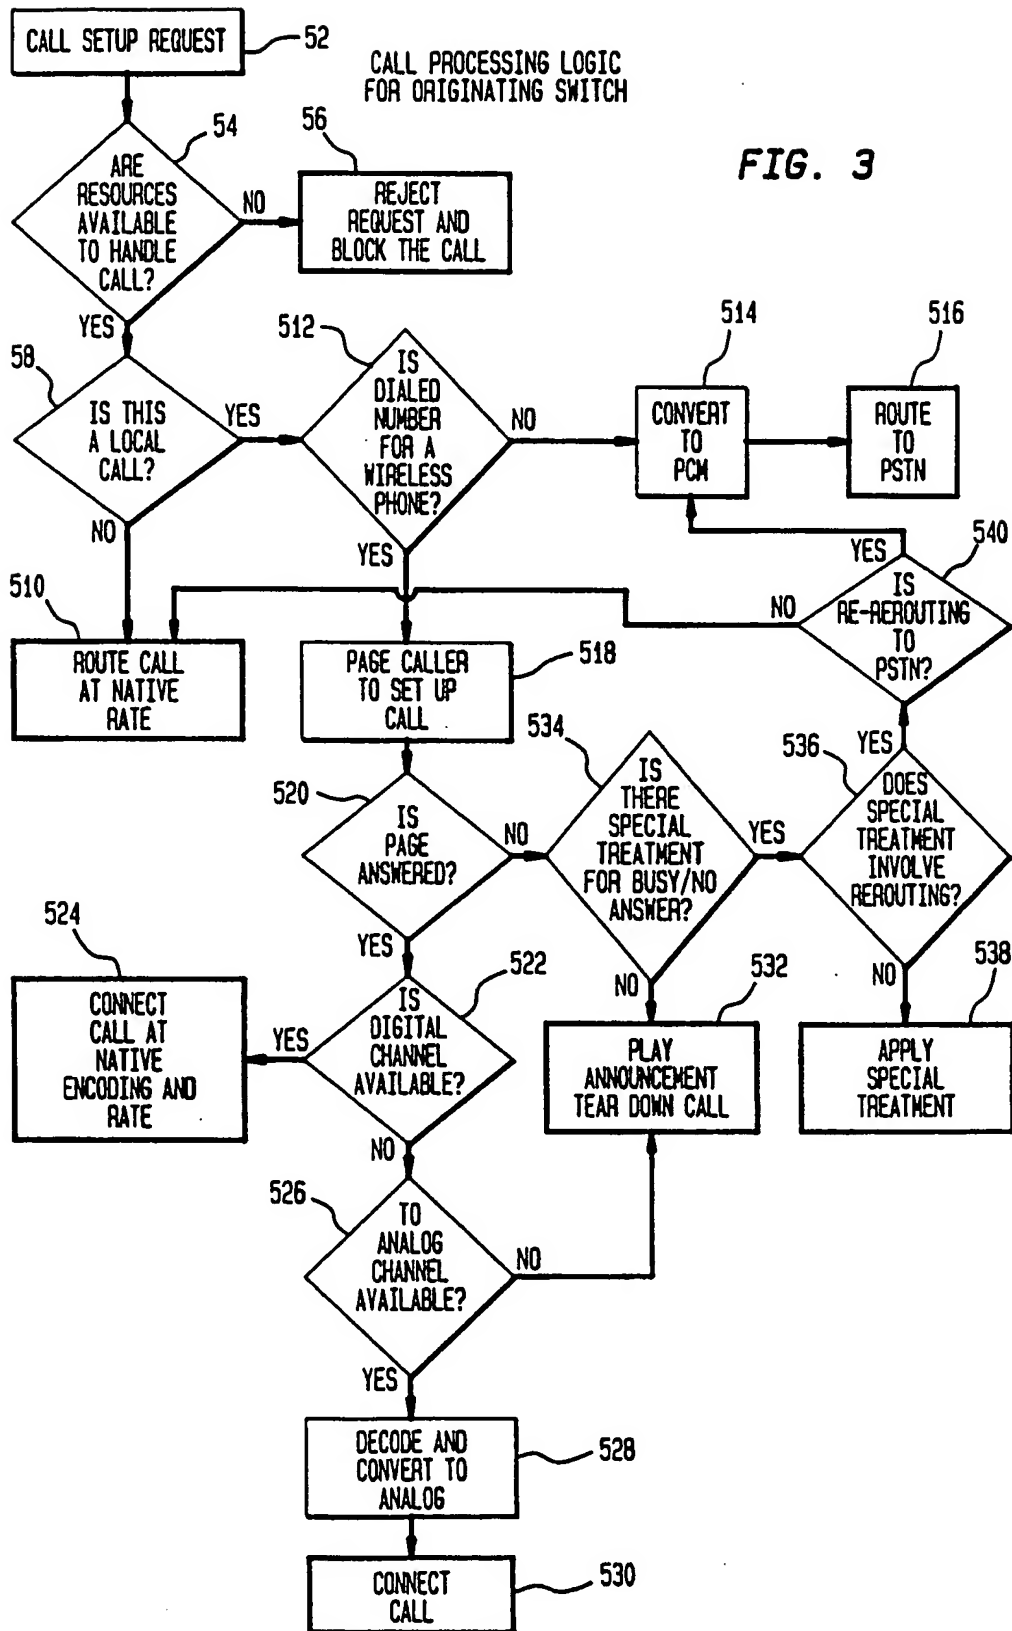 CALL SETUP REQUEST
52
CALL PROCESSING LOGIC
FOR ORIGINATING SWITCH
FIG. 3
54
ARE
RESOURCES
AVAILABLE
TO HANDLE
CALL?
NO
YES
56
REJECT
REQUEST AND
BLOCK THE CALL
58
IS THIS
A LOCAL
CALL?
YES
NO
512
IS
DIALED
NUMBER
FOR A
WIRELESS
PHONE?
NO
YES
514
CONVERT
TO
PCM
516
ROUTE
TO
PSTN
540
YES
IS
RE-REROUTING
TO
PSTN?
NO
510
ROUTE CALL
AT NATIVE
RATE
518
PAGE CALLER
TO SET UP
CALL
520
IS
PAGE
ANSWERED?
NO
YES
534
IS
THERE
SPECIAL
TREATMENT
FOR BUSY/NO
ANSWER?
YES
NO
536
YES
DOES
SPECIAL
TREATMENT
INVOLVE
REROUTING?
NO
524
CONNECT
CALL AT
NATIVE
ENCODING AND
RATE
522
IS
DIGITAL
CHANNEL
AVAILABLE?
YES
NO
532
PLAY
ANNOUNCEMENT
TEAR DOWN CALL
538
APPLY
SPECIAL
TREATMENT
526
TO
ANALOG
CHANNEL
AVAILABLE?
NO
YES
DECODE AND
CONVERT TO
ANALOG
528
CONNECT
CALL
530